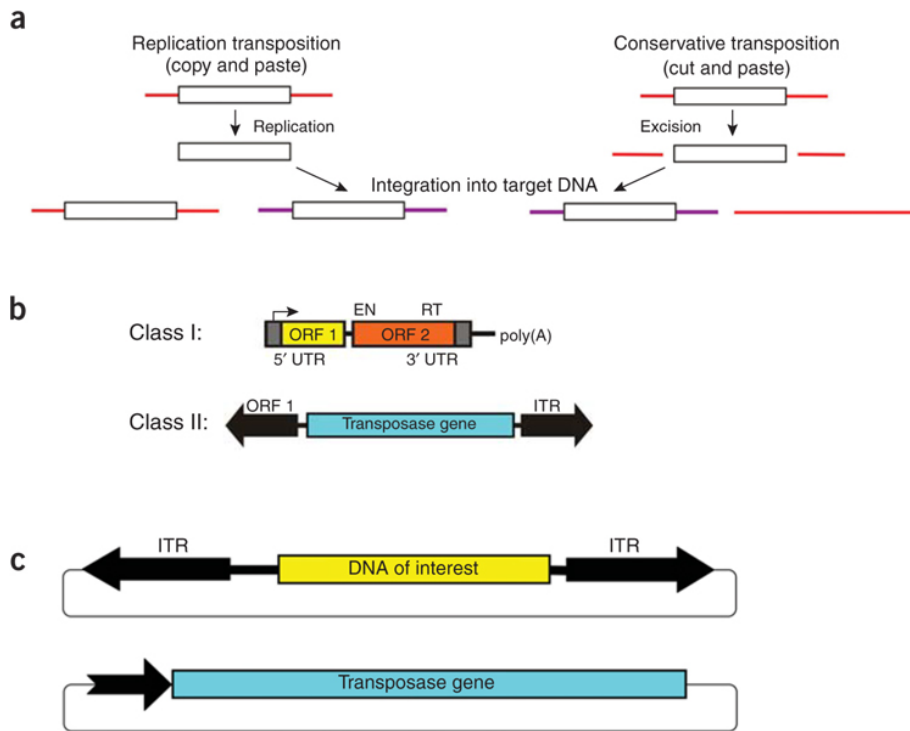 a
Replication transposition
(copy and paste)
Conservative transposition
(cut and paste)
Replication
Excision
Integration into target DNA
b
EN RT
Class I:
ORF 1 ORF 2
poly(A)
5′ UTR 3′ UTR
ORF 1 ITR
Class II:
Transposase gene
c
ITR ITR
DNA of interest
Transposase gene